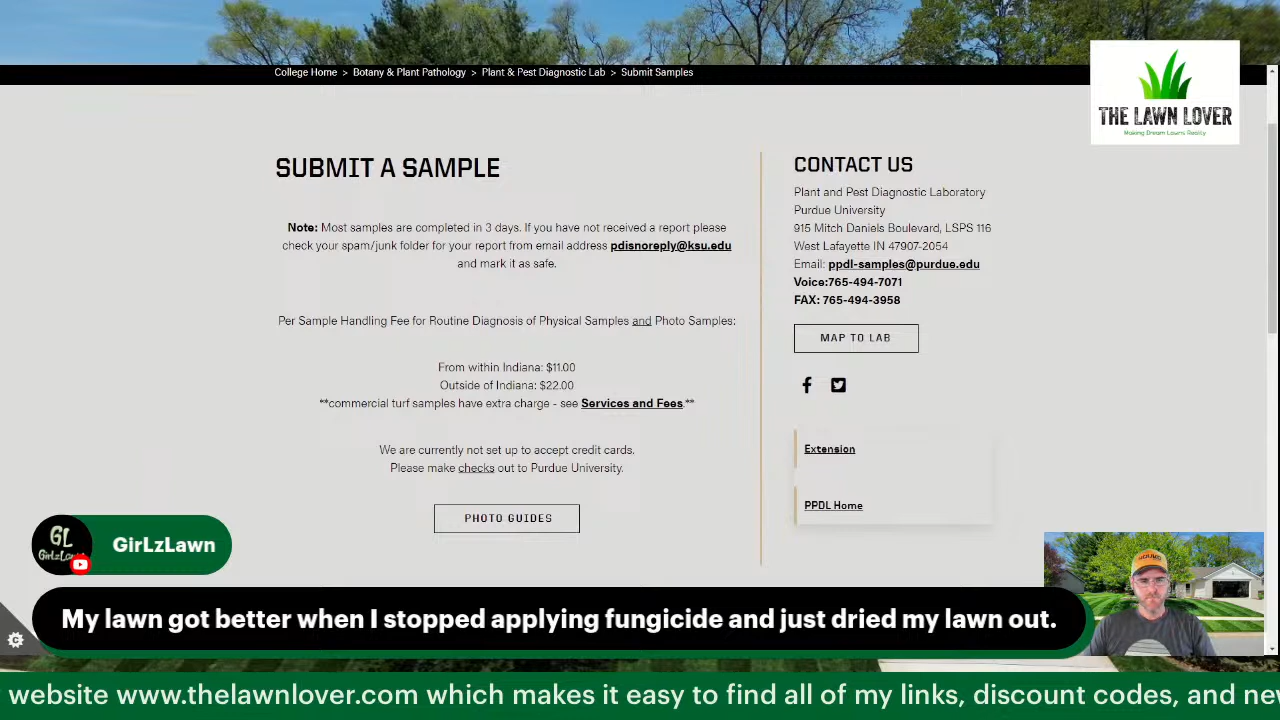 College Home > Botany & Plant Pathology > Plant & Pest Diagnostic Lab > Submit Samples
THE LAWN LOVER
Making Dream Lawns Reality
SUBMIT A SAMPLE
Note: Most samples are completed in 3 days. If you have not received a report please
check your spam/junk folder for your report from email address pdisnoreply@ksu.edu
and mark it as safe.
Per Sample Handling Fee for Routine Diagnosis of Physical Samples and Photo Samples:
From within Indiana: $11.00
Outside of Indiana: $22.00
**commercial turf samples have extra charge - see Services and Fees.**
We are currently not set up to accept credit cards.
Please make checks out to Purdue University.
PHOTO GUIDES
CONTACT US
Plant and Pest Diagnostic Laboratory
Purdue University
915 Mitch Daniels Boulevard, LSPS 116
West Lafayette IN 47907-2054
Email: ppdl-samples@purdue.edu
Voice:765-494-7071
FAX: 765-494-3958
MAP TO LAB
Extension
PPDL Home
GL
GirLzLawn
My lawn got better when I stopped applying fungicide and just dried my lawn out.
website www.thelawnlover.com which makes it easy to find all of my links, discount codes, and nev